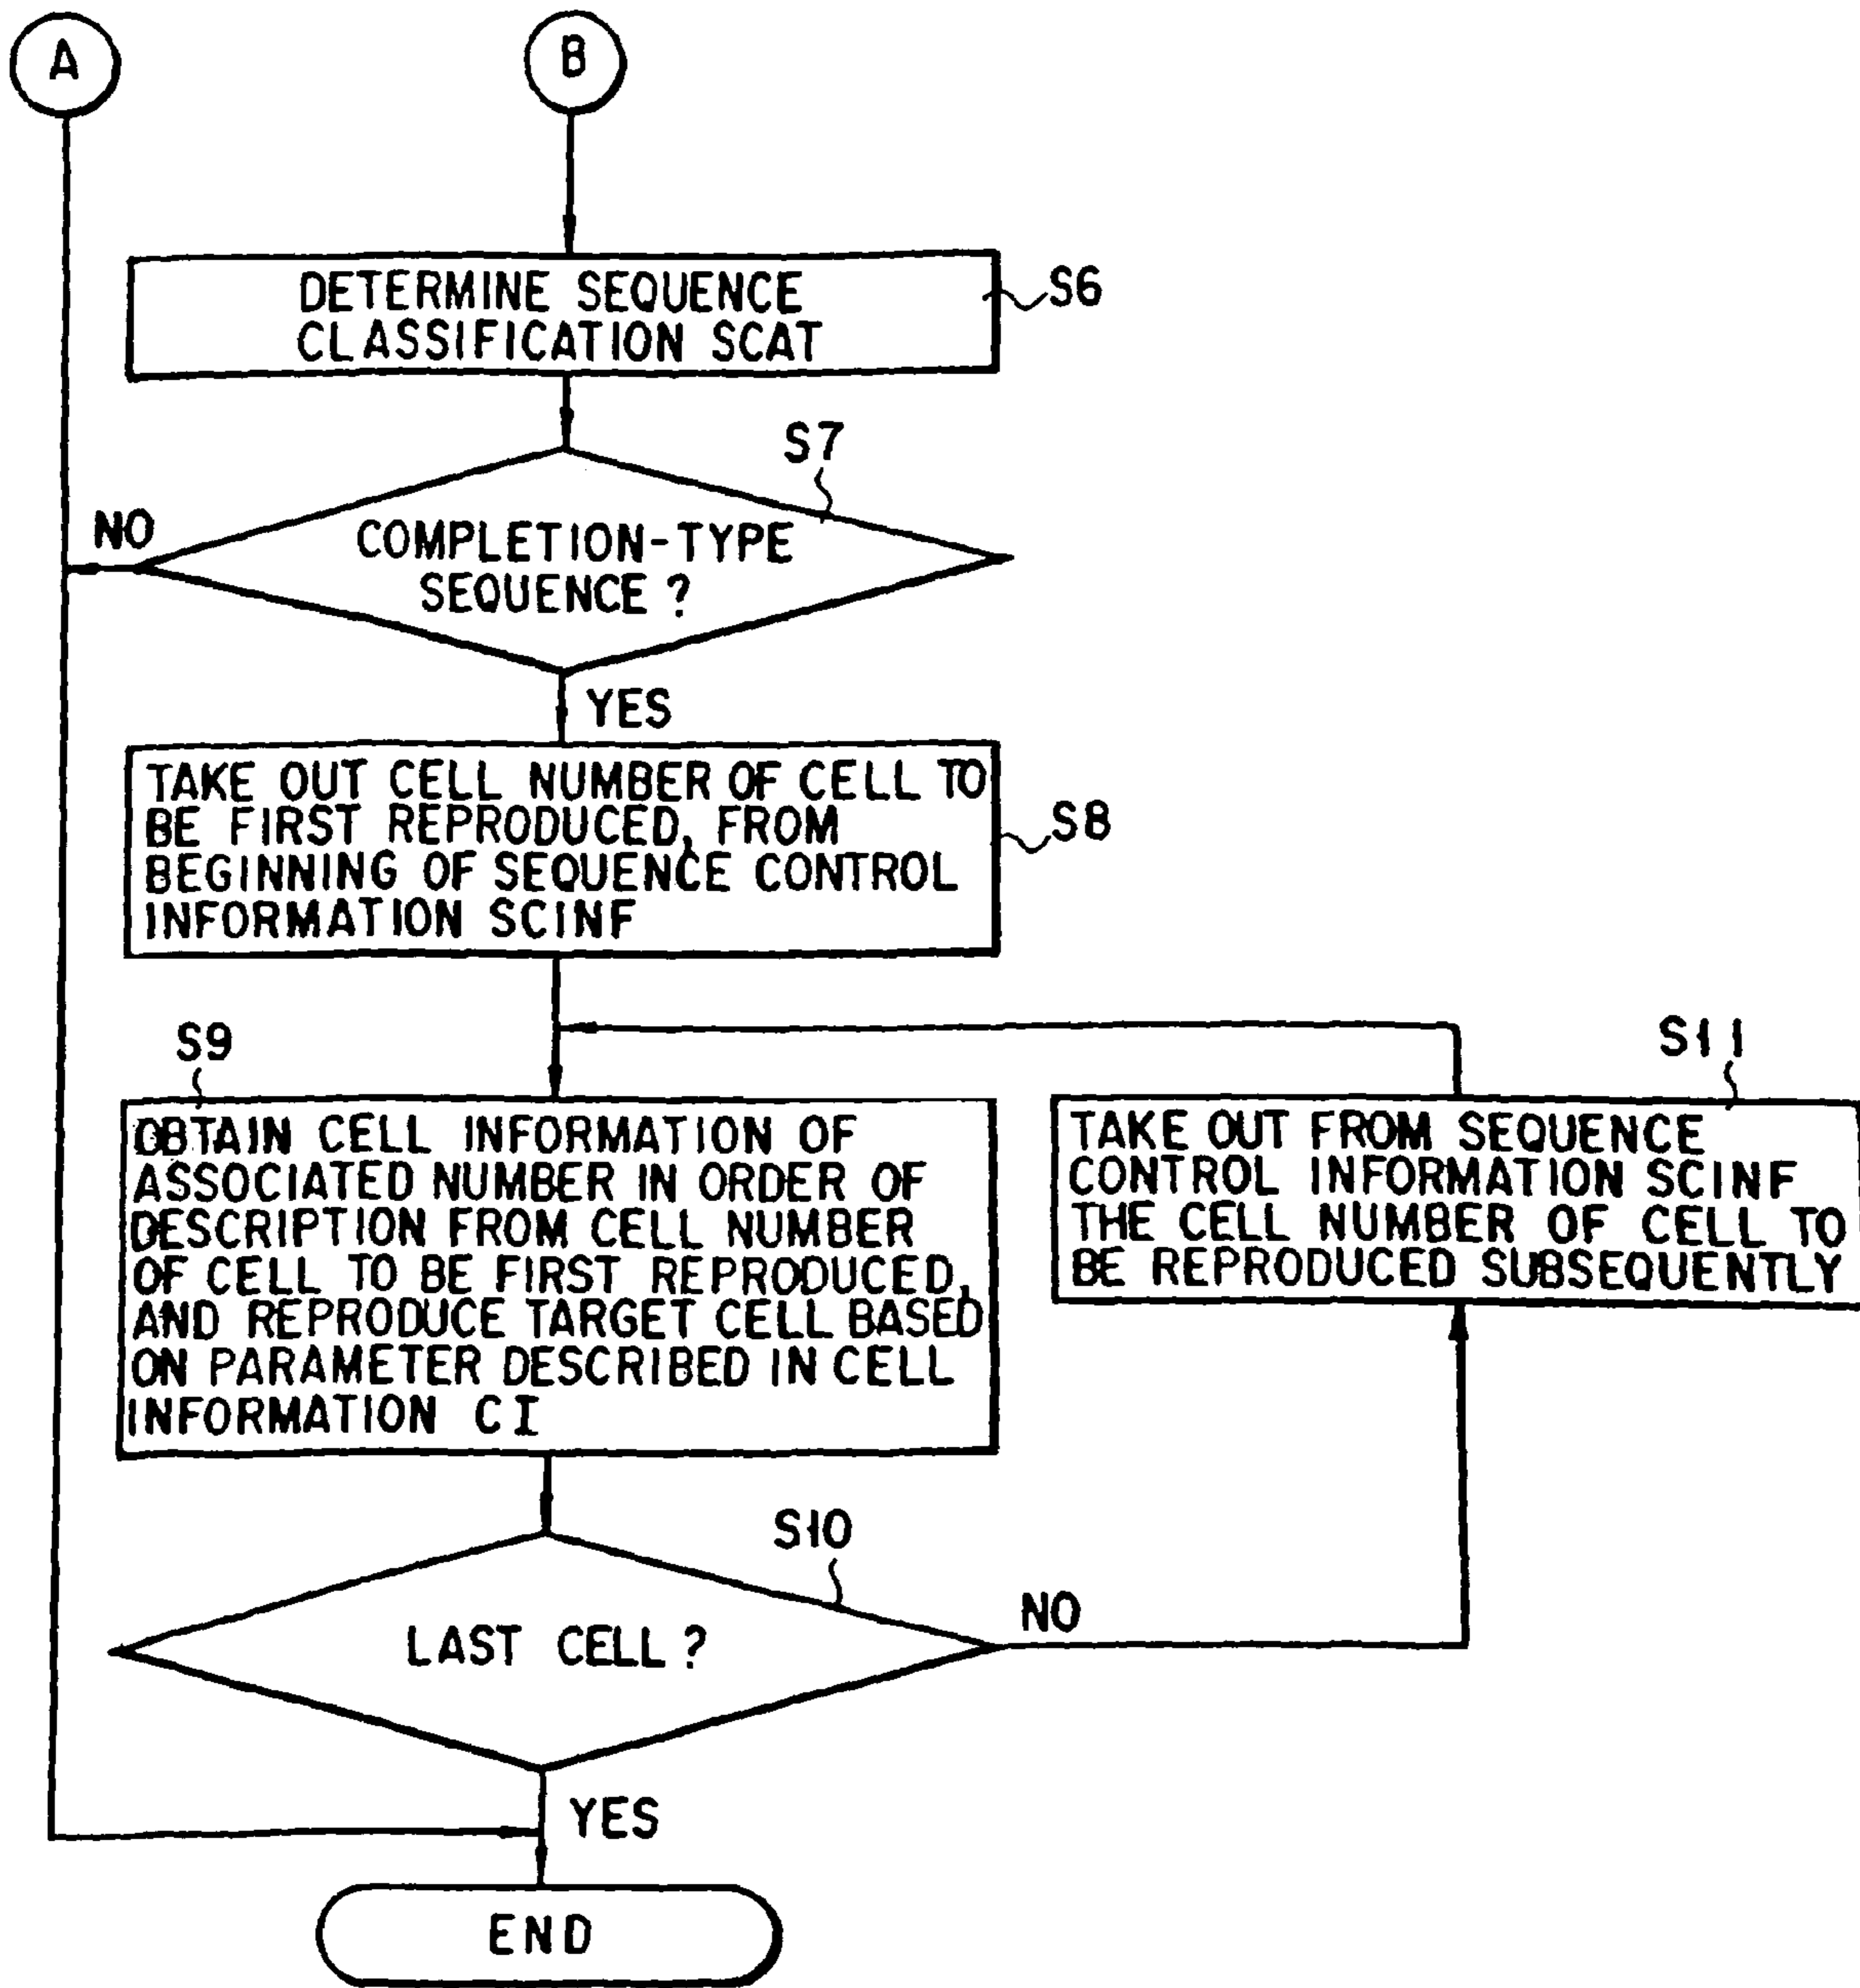 A
B
DETERMINE SEQUENCE
CLASSIFICATION SCAT
S6
S7
NO
COMPLETION-TYPE
SEQUENCE ?
YES
TAKE OUT CELL NUMBER OF CELL TO
BE FIRST REPRODUCED, FROM
BEGINNING OF SEQUENCE CONTROL
INFORMATION SCINF
S8
S9
OBTAIN CELL INFORMATION OF
ASSOCIATED NUMBER IN ORDER OF
DESCRIPTION FROM CELL NUMBER
OF CELL TO BE FIRST REPRODUCED,
AND REPRODUCE TARGET CELL BASED
ON PARAMETER DESCRIBED IN CELL
INFORMATION CI
S11
TAKE OUT FROM SEQUENCE
CONTROL INFORMATION SCINF
THE CELL NUMBER OF CELL TO
BE REPRODUCED SUBSEQUENTLY
S10
LAST CELL ?
NO
YES
END